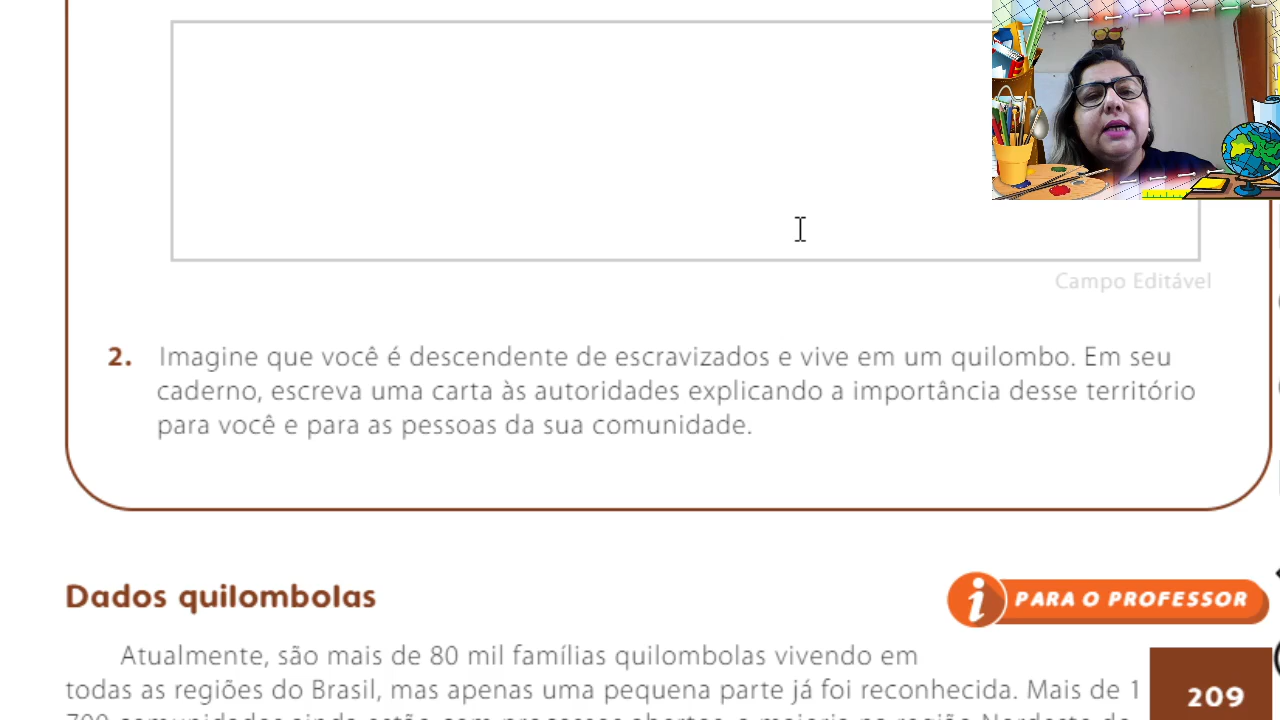 Campo Editável
2. Imagine que você é descendente de escravizados e vive em um quilombo. Em seu
caderno, escreva uma carta às autoridades explicando a importância desse território
para você e para as pessoas da sua comunidade.
Dados quilombolas
i PARA O PROFESSOR
Atualmente, são mais de 80 mil famílias quilombolas vivendo em
todas as regiões do Brasil, mas apenas uma pequena parte já foi reconhecida. Mais de 1
209